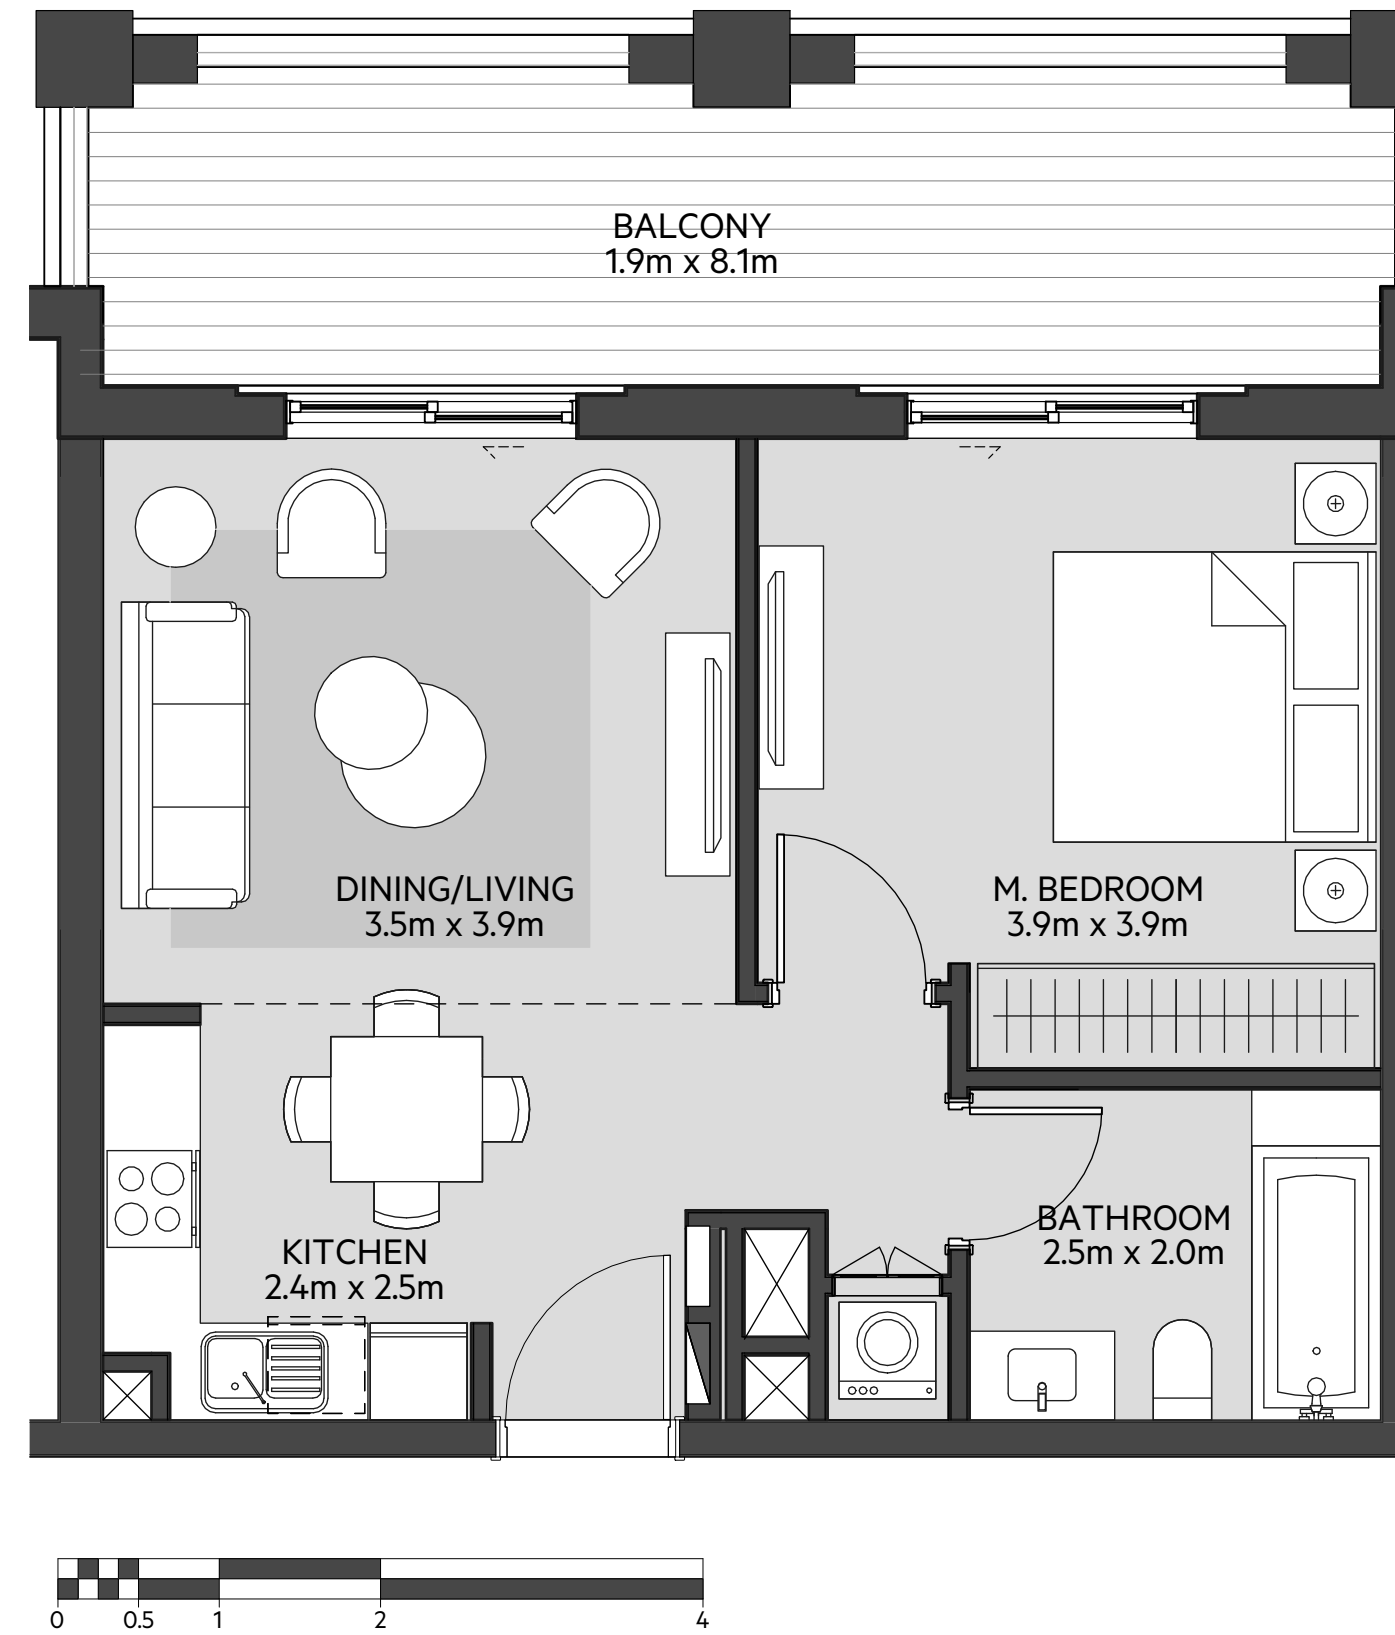 BALCONY
1.9m x 8.1m
DINING/LIVING
3.5m x 3.9m
M. BEDROOM
3.9m x 3.9m
KITCHEN
2.4m x 2.5m
BATHROOM
2.5m x 2.0m
0 0.5 1 2 4